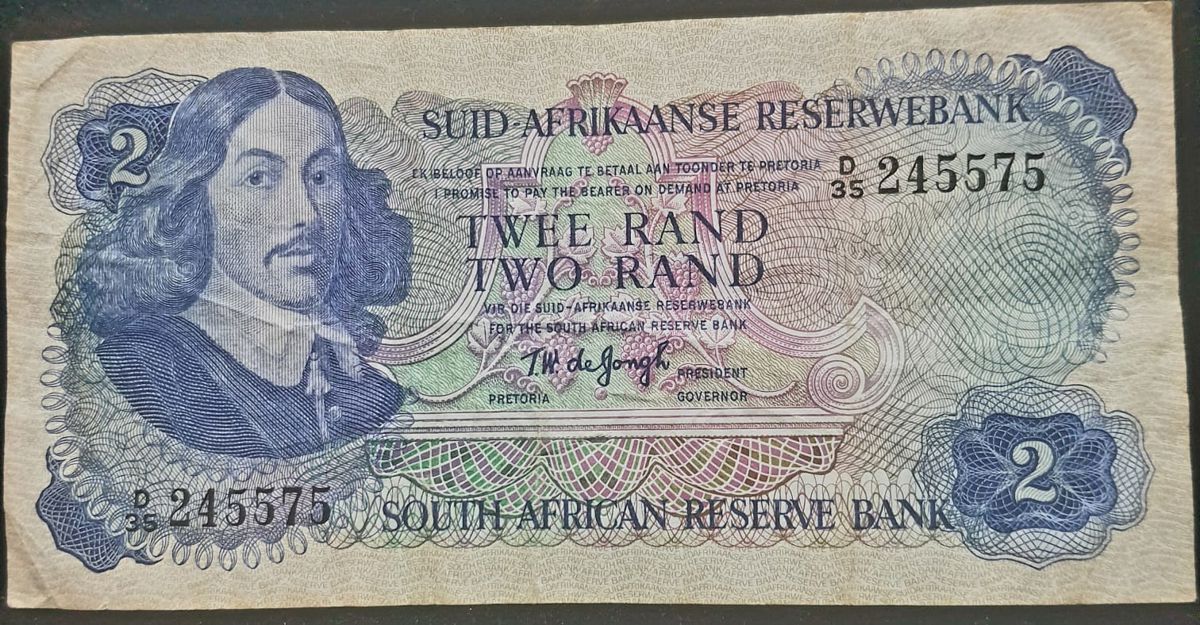 2
SUID-AFRIKAANSE RESERWEBANK
EK BELOOF OP AANVRAAG TE BETAAL AAN TOONDER TE PRETORIA
I PROMISE TO PAY THE BEARER ON DEMAND AT PRETORIA
D/35 245575
TWEE RAND
TWO RAND
VIR DIE SUID-AFRIKAANSE RESERWEBANK
FOR THE SOUTH AFRICAN RESERVE BANK
T.W. de Jongh
PRESIDENT
PRETORIA GOVERNOR
2
D/35 245575
SOUTH AFRICAN RESERVE BANK